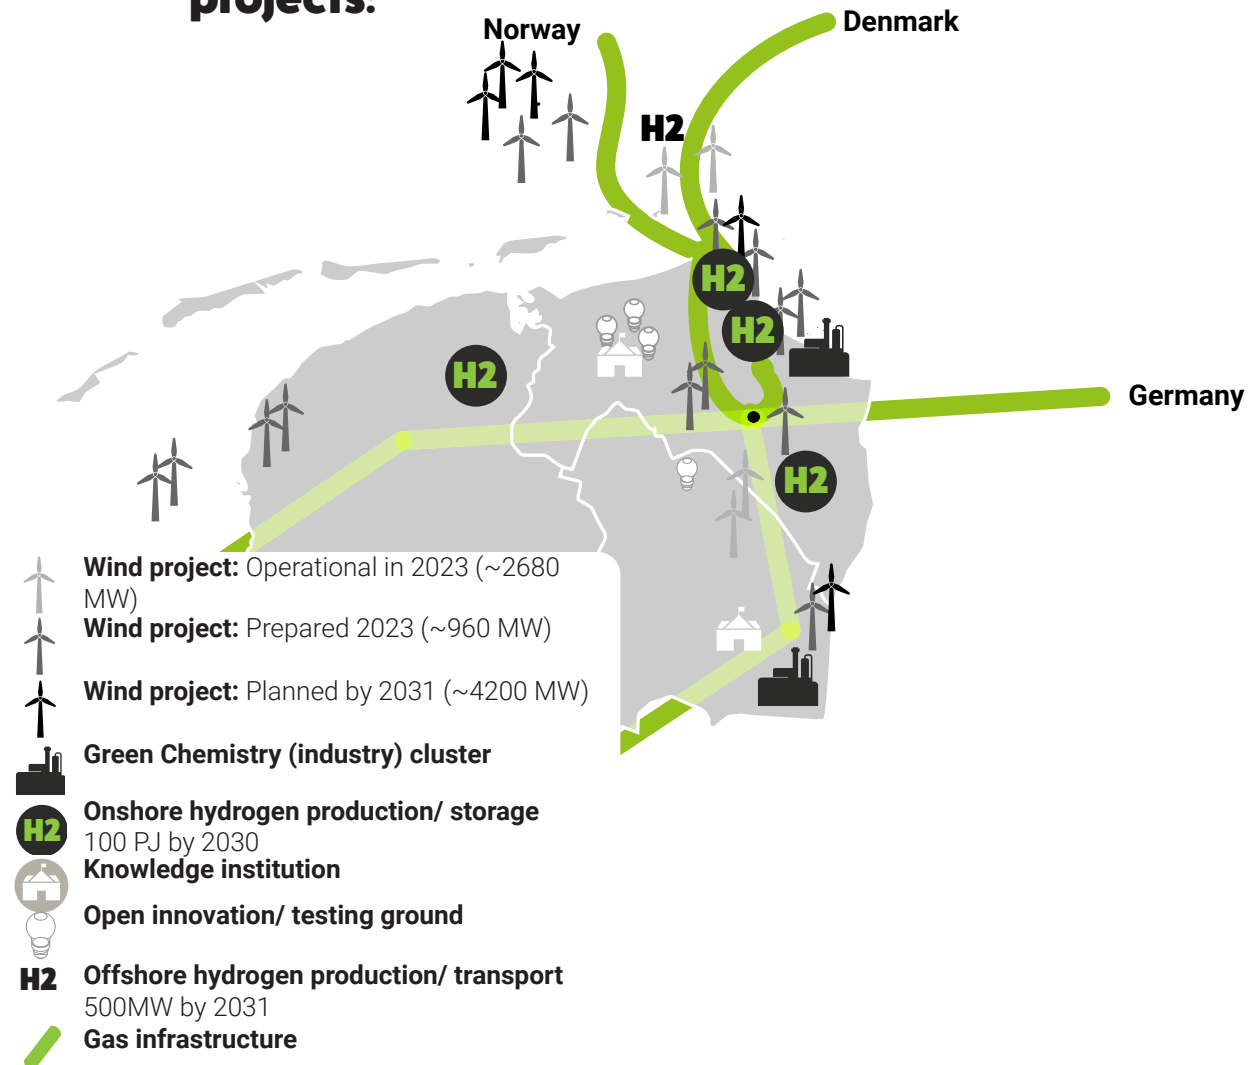 projects:
Norway
Denmark
H2
H2
H2
H2
Germany
H2
Wind project: Operational in 2023 (~2680
MW)
Wind project: Prepared 2023 (~960 MW)
Wind project: Planned by 2031 (~4200 MW)
Green Chemistry (industry) cluster
H2
Onshore hydrogen production/ storage
100 PJ by 2030
Knowledge institution
Open innovation/ testing ground
H2
Offshore hydrogen production/ transport
500MW by 2031
Gas infrastructure